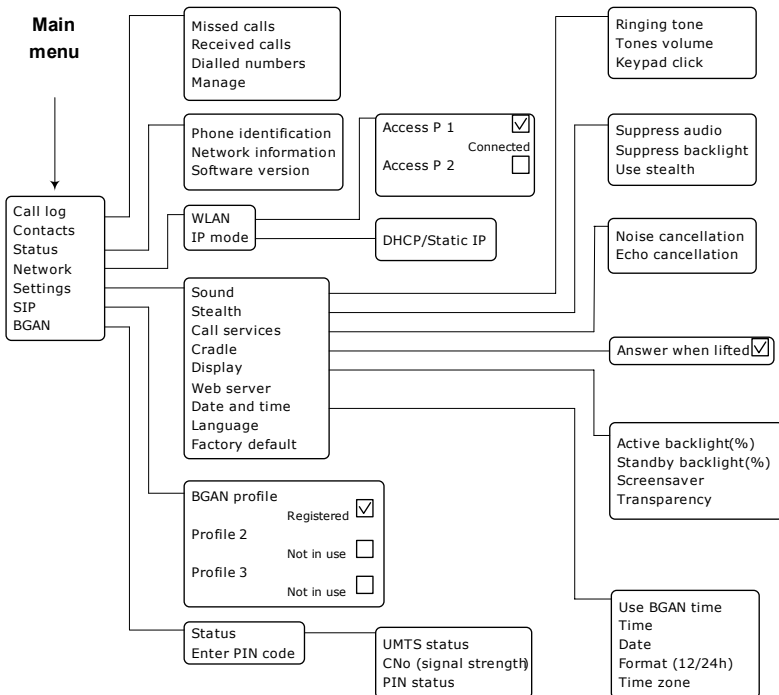 Main
menu
Call log
Contacts
Status
Network
Settings
SIP
BGAN
Missed calls
Received calls
Dialled numbers
Manage
Phone identification
Network information
Software version
WLAN
IP mode
Access P 1
Connected
Access P 2
DHCP/Static IP
Sound
Stealth
Call services
Cradle
Display
Web server
Date and time
Language
Factory default
Ringing tone
Tones volume
Keypad click
Suppress audio
Suppress backlight
Use stealth
Noise cancellation
Echo cancellation
Answer when lifted
Active backlight(%)
Standby backlight(%)
Screensaver
Transparency
Use BGAN time
Time
Date
Format (12/24h)
Time zone
BGAN profile
Registered
Profile 2
Not in use
Profile 3
Not in use
Status
Enter PIN code
UMTS status
CNo (signal strength)
PIN status